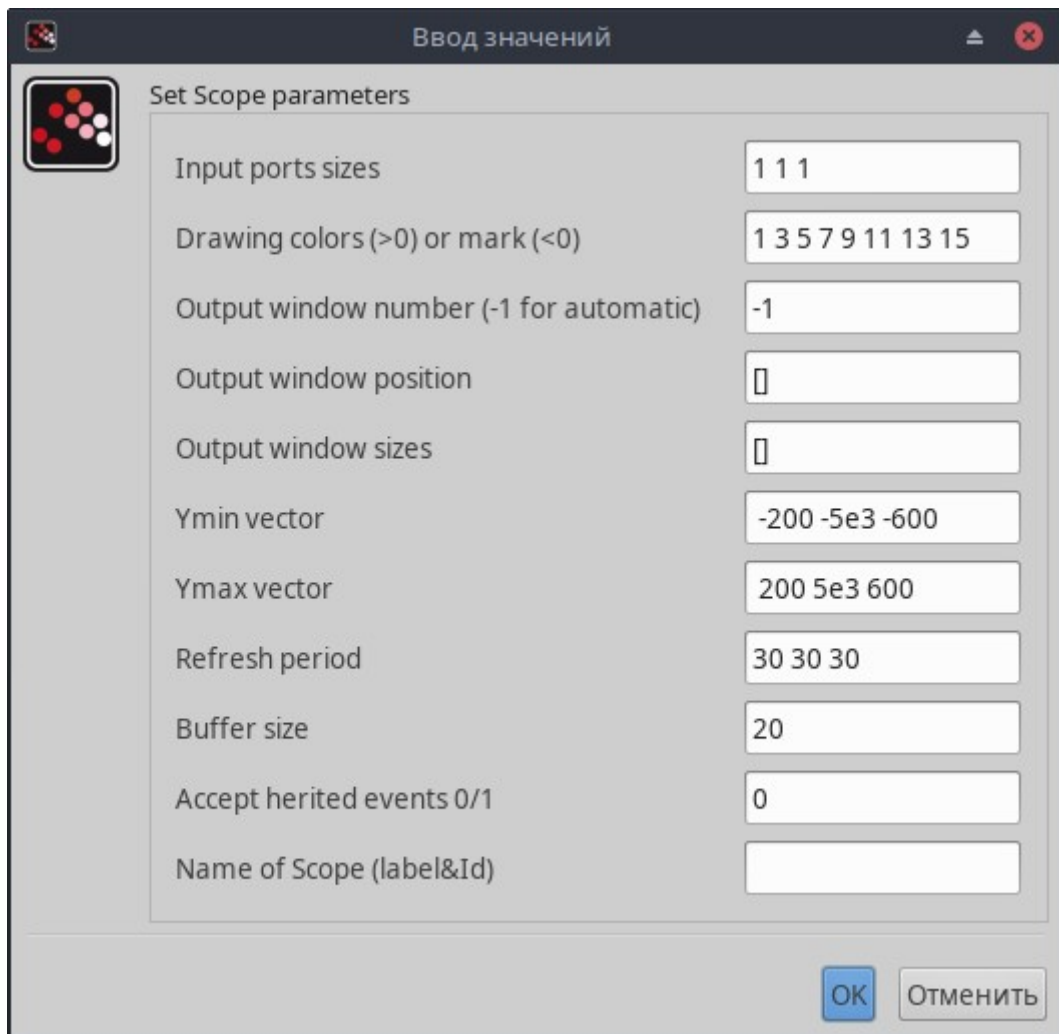 Ввод значений
Set Scope parameters
Input ports sizes 1 1 1
Drawing colors (>0) or mark (<0) 1 3 5 7 9 11 13 15
Output window number (-1 for automatic) -1
Output window position []
Output window sizes []
Ymin vector -200 -5e3 -600
Ymax vector 200 5e3 600
Refresh period 30 30 30
Buffer size 20
Accept herited events 0/1 0
Name of Scope (label&Id)
OK Отменить